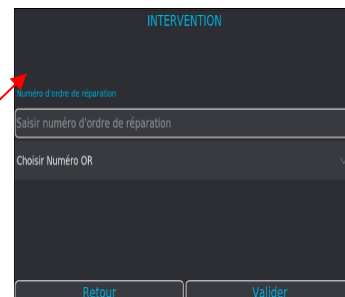 INTERVENTION
Numéro d'ordre de réparation
Saisir numéro d'ordre de réparation
Choisir Numéro OR
Retour
Valider